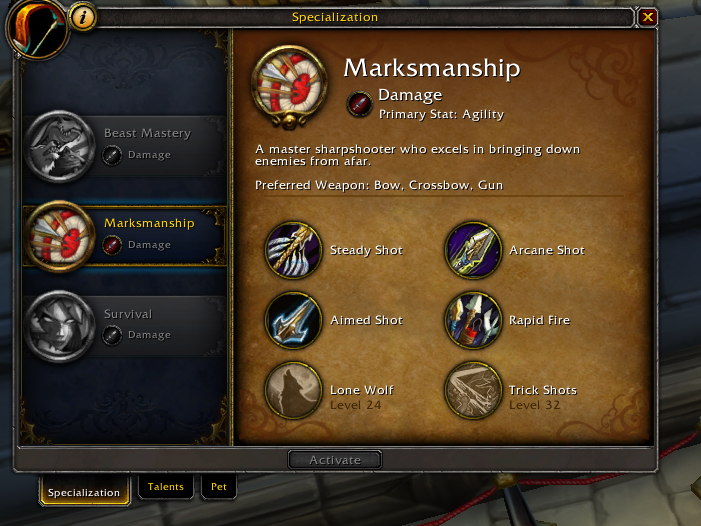 Specialization
Beast Mastery
Damage
Marksmanship
Damage
Survival
Damage
Marksmanship
Damage
Primary Stat: Agility
A master sharpshooter who excels in bringing down
enemies from afar.
Preferred Weapon: Bow, Crossbow, Gun
Steady Shot
Arcane Shot
Aimed Shot
Rapid Fire
Lone Wolf
Level 24
Trick Shots
Level 32
Activate
Specialization
Talents
Pet